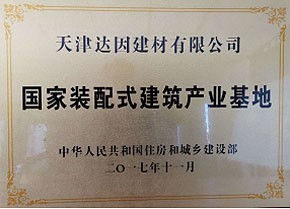 天津达因建材有限公司
国家装配式建筑产业基地
中华人民共和国住房和城乡建设部
二〇一七年十一月